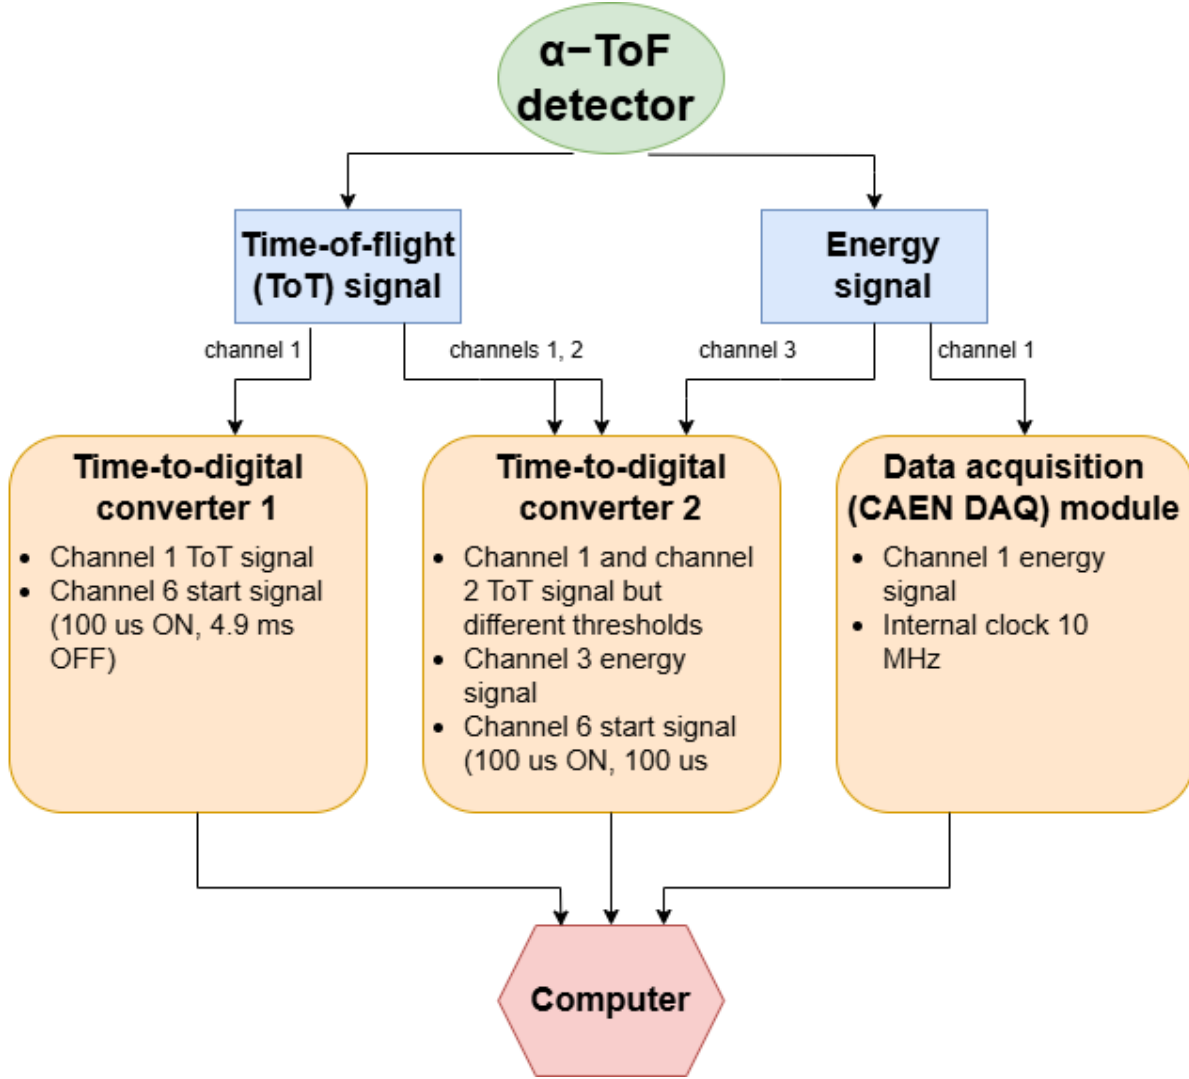 α−ToF
detector
Time-of-flight
(ToT) signal
Energy
signal
channel 1
channels 1, 2
channel 3
channel 1
Time-to-digital
converter 1
• Channel 1 ToT signal
• Channel 6 start signal
(100 us ON, 4.9 ms
OFF)
Time-to-digital
converter 2
• Channel 1 and channel
2 ToT signal but
different thresholds
• Channel 3 energy
signal
• Channel 6 start signal
(100 us ON, 100 us
Data acquisition
(CAEN DAQ) module
• Channel 1 energy
signal
• Internal clock 10
MHz
Computer